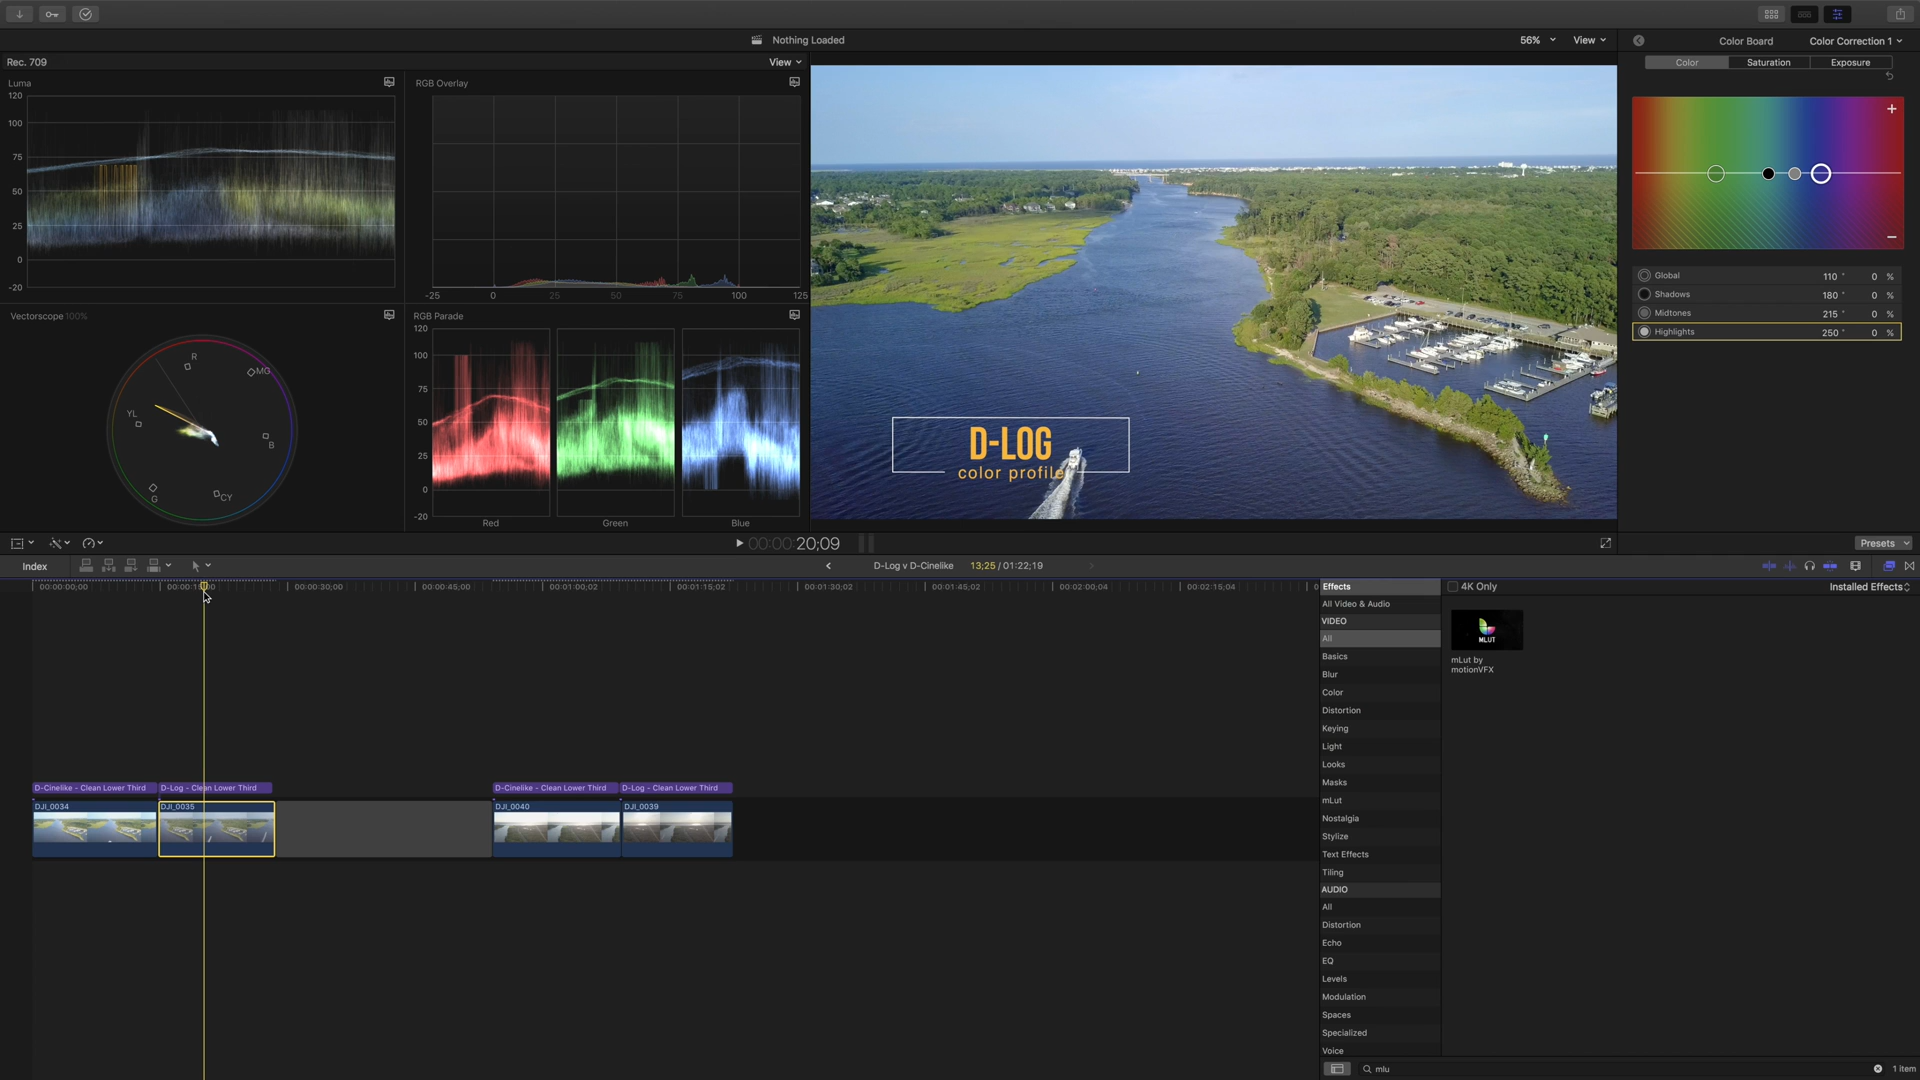 Nothing Loaded
56%
View
Color Board
Color Correction 1
Rec. 709
View
Color
Saturation
Exposure
Luma
120
100
75
50
25
0
-20
RGB Overlay
-25
0
25
50
75
100
125
Global
110 °
0 %
Shadows
180 °
0 %
Midtones
215 °
0 %
Highlights
250 °
0 %
Vectorscope 100%
R
MG
YL
B
G
CY
RGB Parade
120
100
75
50
25
0
-20
Red
Green
Blue
D-LOG
color profile
00:00:00:20;09
Presets
Index
D-Log v D-Cinelike
13;25 / 01:22;19
00:00:00;00
00:00:30;00
00:00:45;00
00:01:00;02
00:01:15;02
00:01:30;02
00:01:45;02
00:02:00;04
00:02:15;04
Effects
4K Only
Installed Effects
All Video & Audio
VIDEO
All
Basics
Blur
Color
Distortion
Keying
Light
Looks
Masks
mLut
Nostalgia
Stylize
Text Effects
Tiling
AUDIO
All
Distortion
Echo
EQ
Levels
Modulation
Spaces
Specialized
Voice
MLUT
mLut by
motionVFX
D-Cinelike - Clean Lower Third
D-Log - Clean Lower Third
D-Cinelike - Clean Lower Third
D-Log - Clean Lower Third
DJI_0034
DJI_0035
DJI_0040
DJI_0039
mlu
1 item